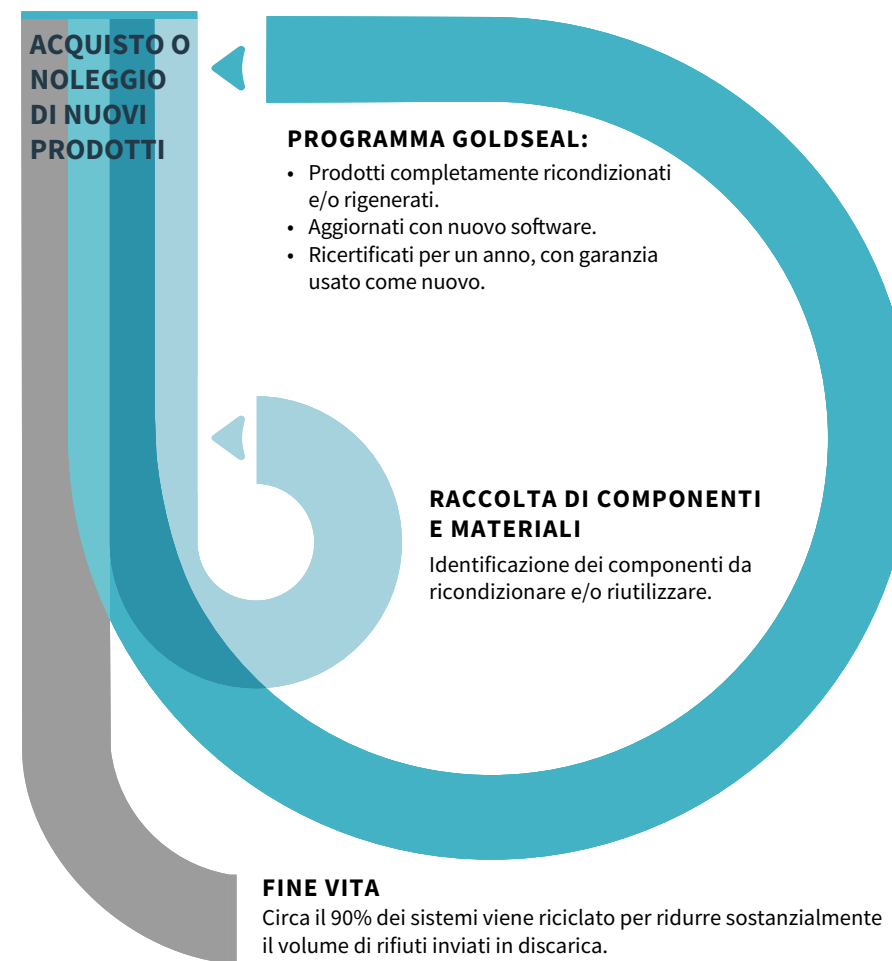 ACQUISTO O
NOLEGGIO
DI NUOVI
PRODOTTI
PROGRAMMA GOLDSEAL:
• Prodotti completamente ricondizionati
e/o rigenerati.
• Aggiornati con nuovo software.
• Ricertificati per un anno, con garanzia
usato come nuovo.
RACCOLTA DI COMPONENTI
E MATERIALI
Identificazione dei componenti da
ricondizionare e/o riutilizzare.
FINE VITA
Circa il 90% dei sistemi viene riciclato per ridurre sostanzialmente
il volume di rifiuti inviati in discarica.